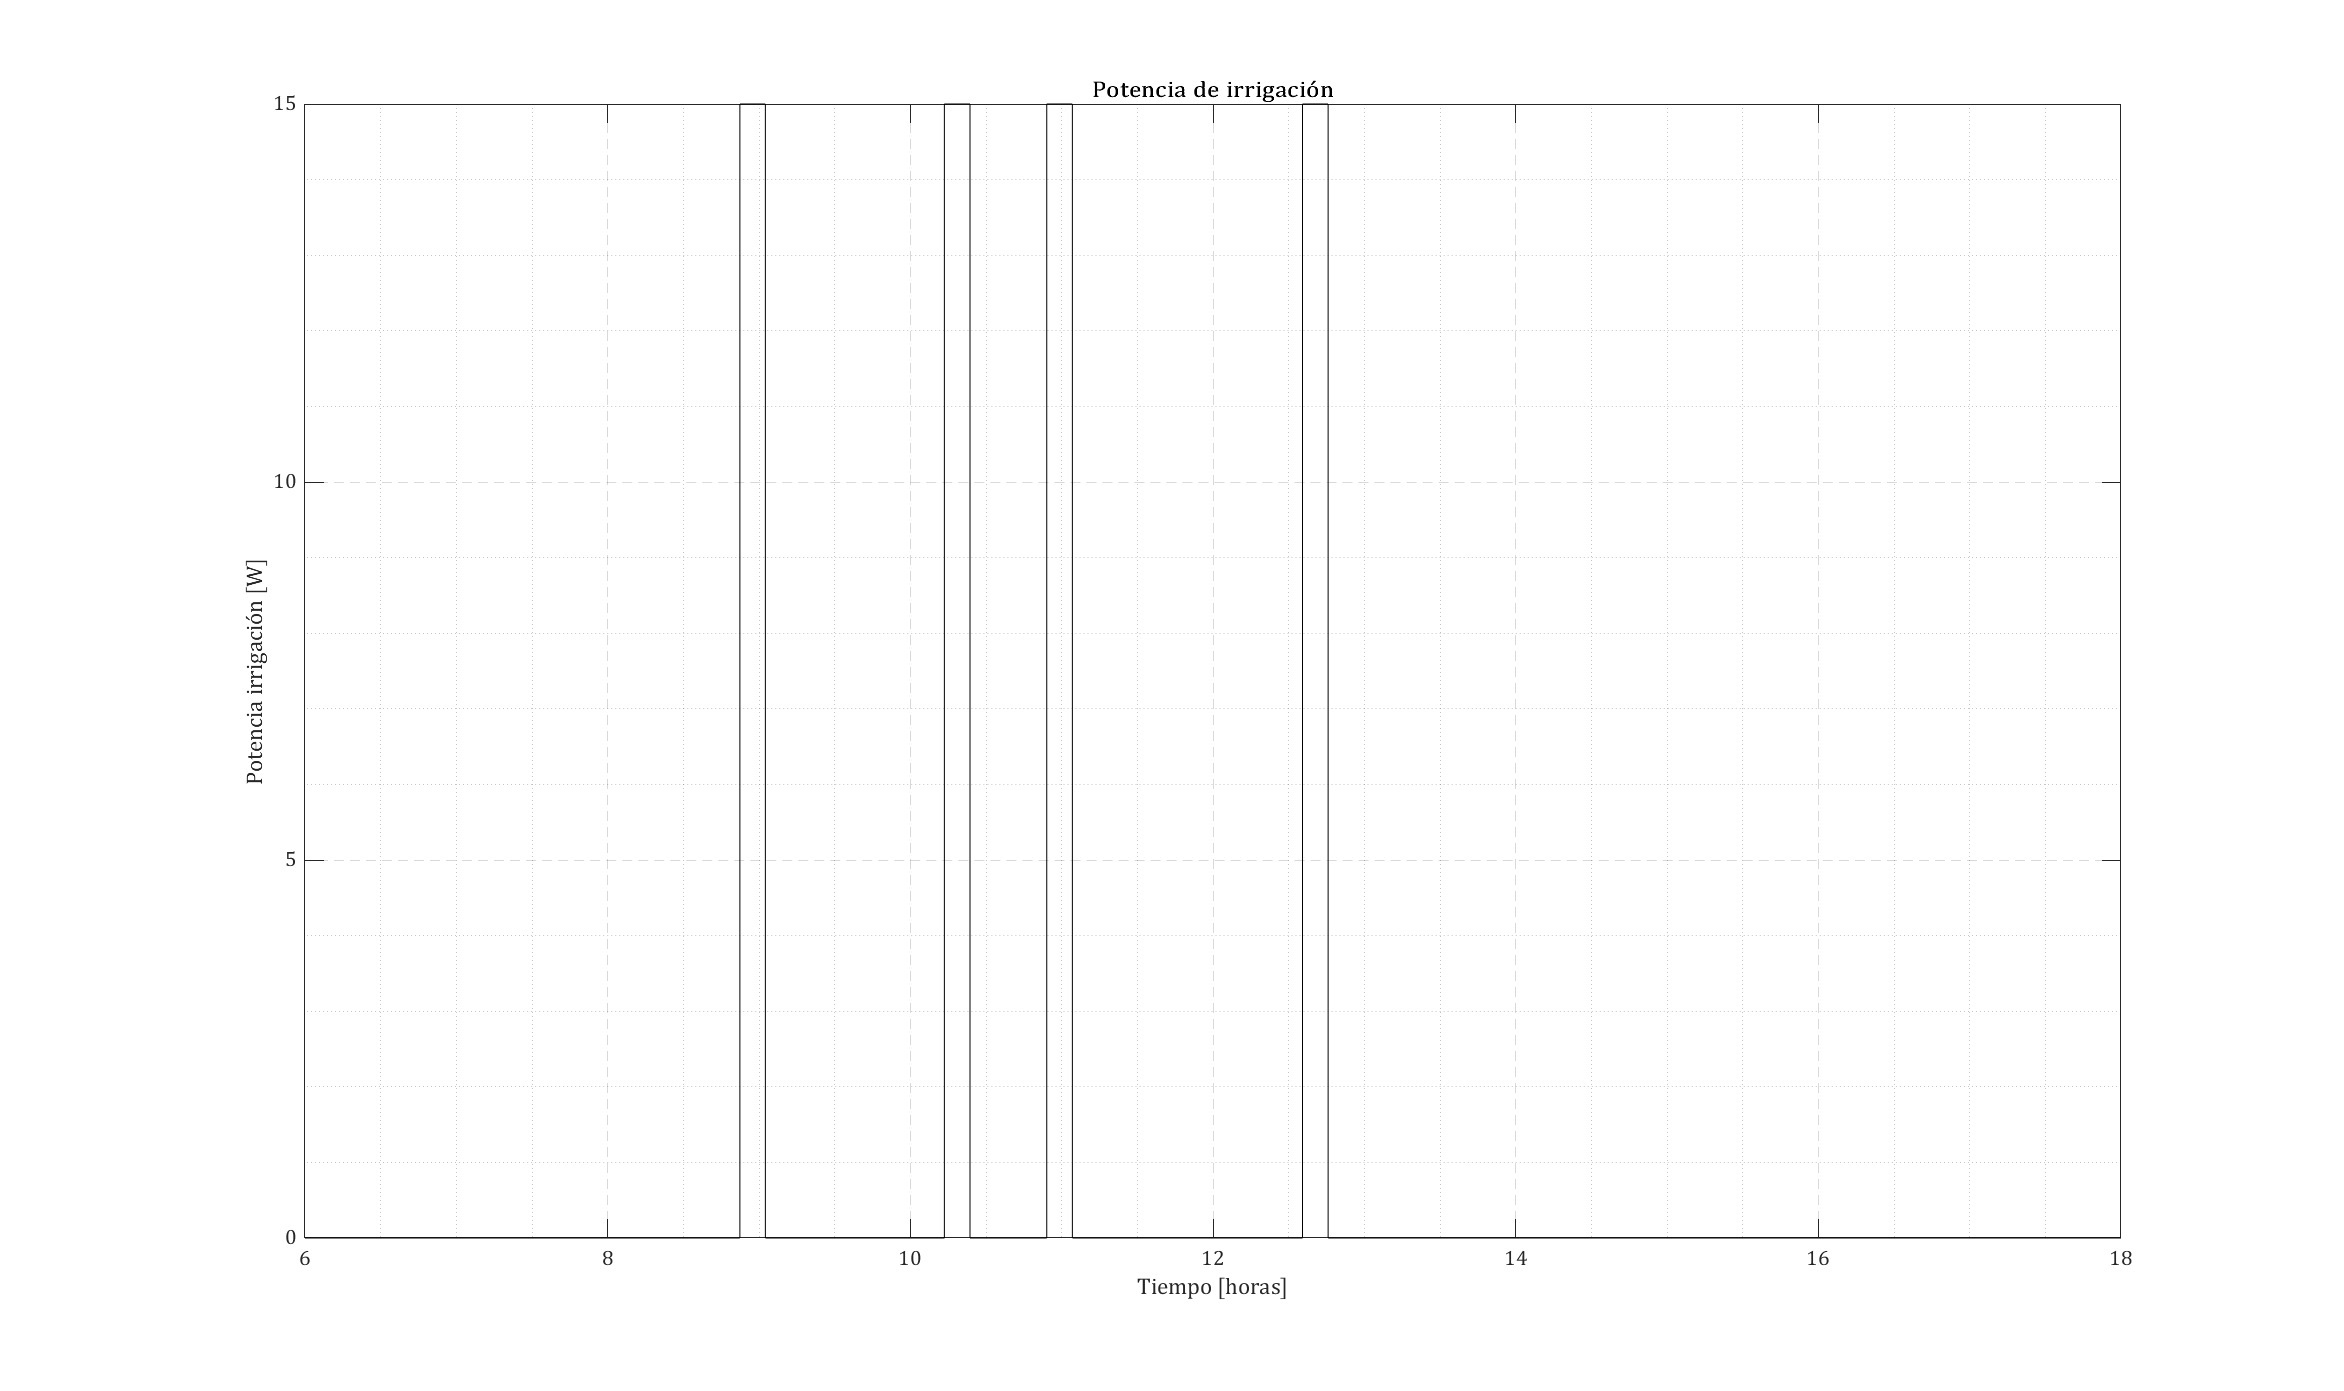 Potencia de irrigación
15
10
5
0
Potencia irrigación [W]
6 8 10 12 14 16 18
Tiempo [horas]